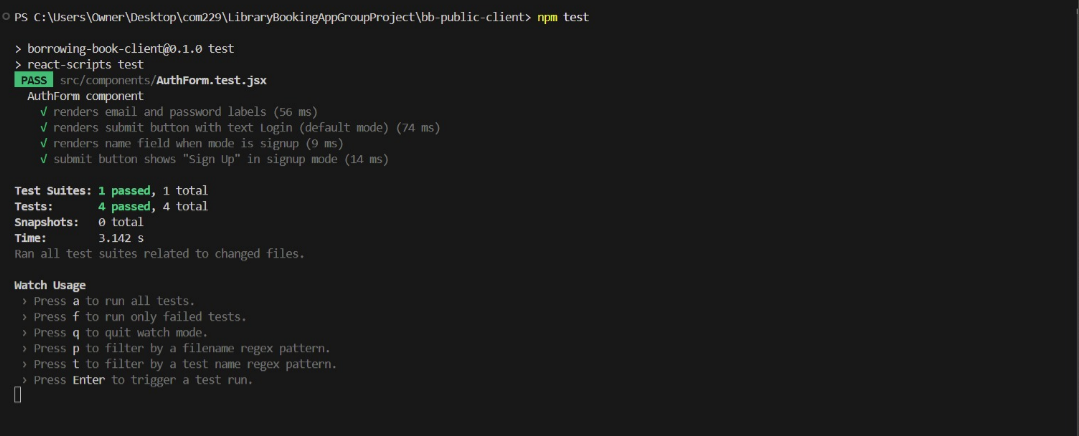 PS C:\Users\Owner\Desktop\com229\LibraryBookingAppGroupProject\bb-public-client> npm test
> borrowing-book-client@0.1.0 test
> react-scripts test
PASS src/components/AuthForm.test.jsx
AuthForm component
√ renders email and password labels (56 ms)
√ renders submit button with text Login (default mode) (74 ms)
√ renders name field when mode is signup (9 ms)
√ submit button shows "Sign Up" in signup mode (14 ms)
Test Suites: 1 passed, 1 total
Tests: 4 passed, 4 total
Snapshots: 0 total
Time: 3.142 s
Ran all test suites related to changed files.
Watch Usage
› Press a to run all tests.
› Press f to run only failed tests.
› Press q to quit watch mode.
› Press p to filter by a filename regex pattern.
› Press t to filter by a test name regex pattern.
› Press Enter to trigger a test run.